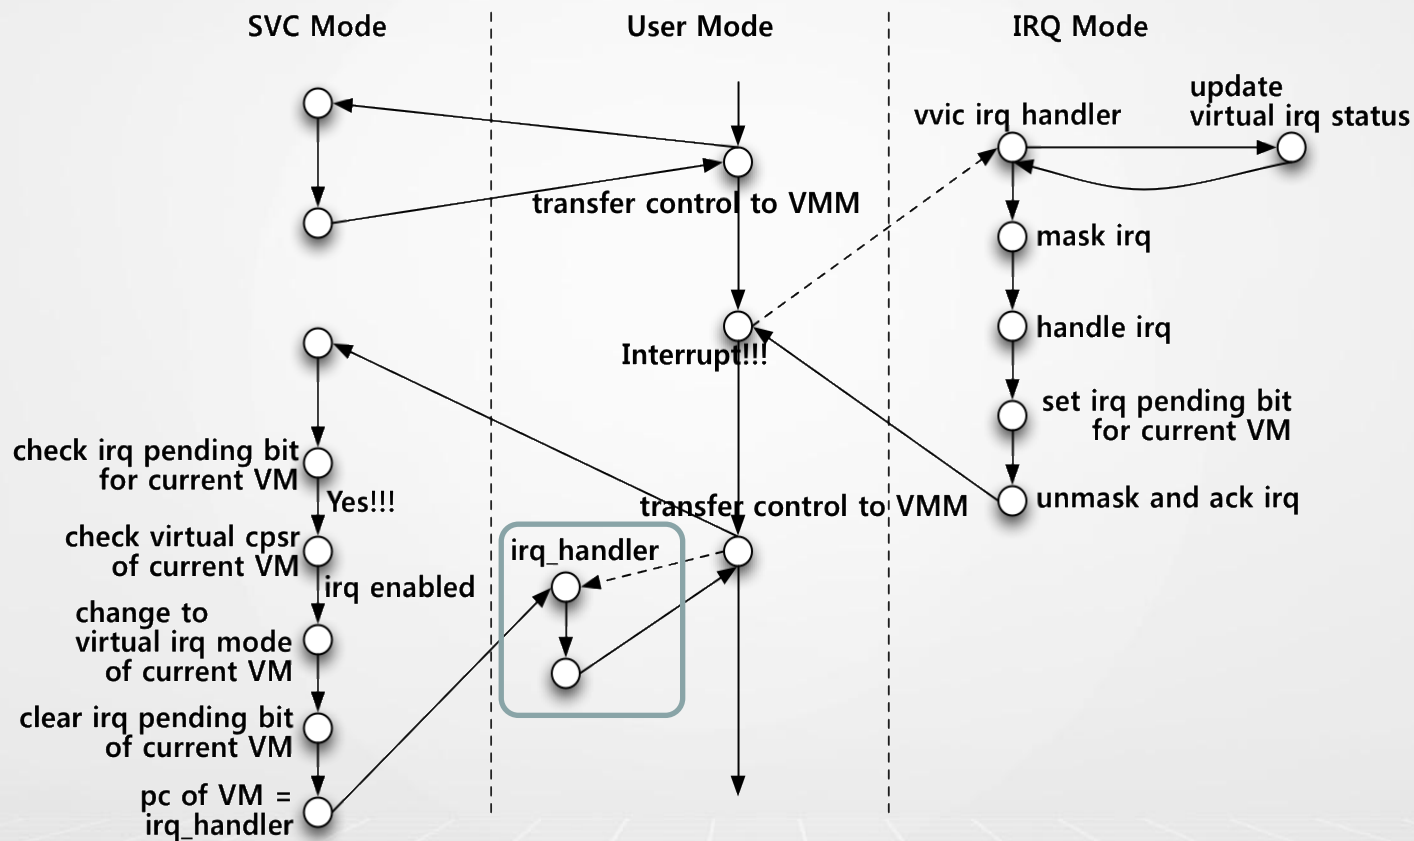 SVC Mode
User Mode
IRQ Mode
update
virtual irq status
vvic irq handler
transfer control to VMM
mask irq
handle irq
Interrupt!!!
set irq pending bit
for current VM
check irq pending bit
for current VM
Yes!!!
transfer control to VMM
unmask and ack irq
check virtual cpsr
of current VM
irq_handler
irq enabled
change to
virtual irq mode
of current VM
clear irq pending bit
of current VM
pc of VM =
irq_handler